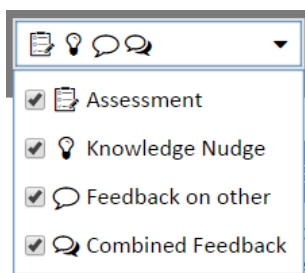 Assessment
Knowledge Nudge
Feedback on other
Combined Feedback